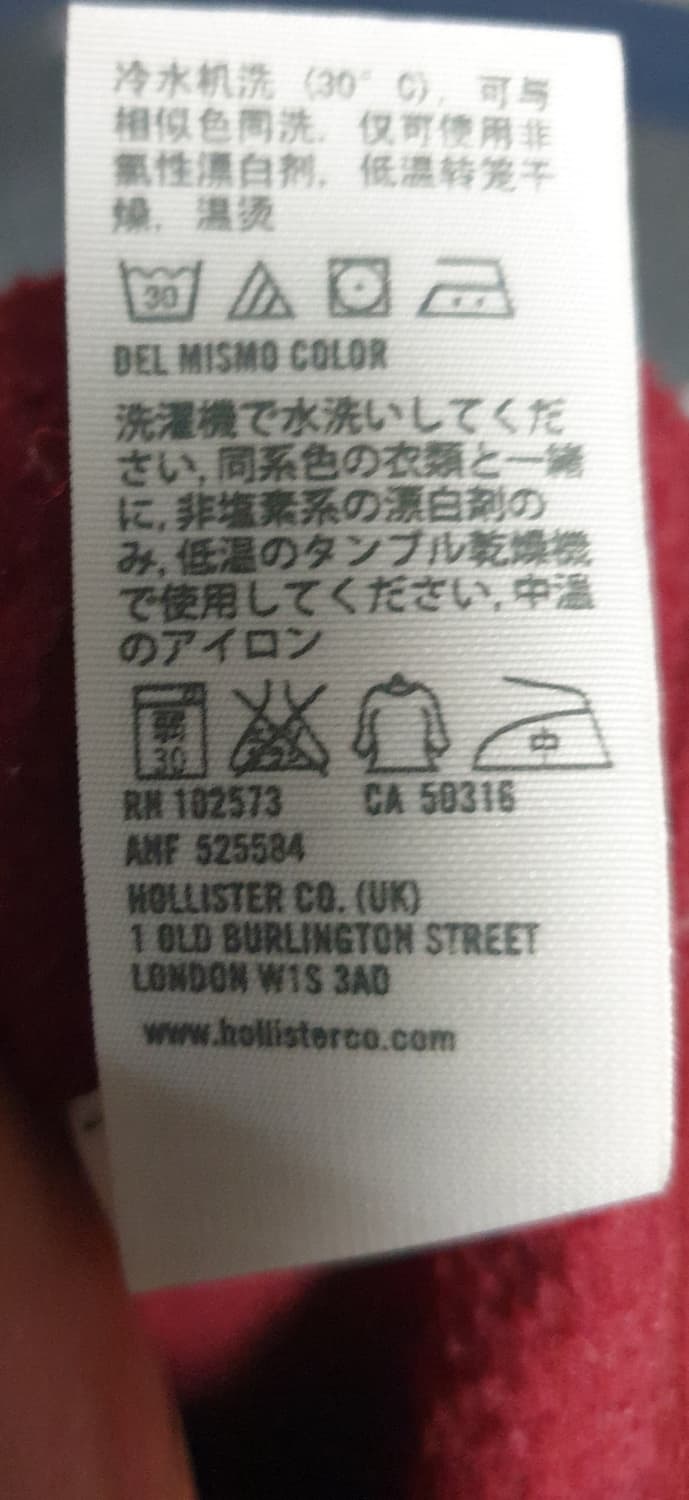 冷水机洗 (30° C)，可与
相似色同洗．仅可使用非
氯性漂白剂．低温转笼干
燥．温烫
30
DEL MISMO COLOR
洗濯機で水洗いしてくだ
さい, 同系色の衣類と一緒
に, 非塩素系の漂白剤の
み, 低温のタンブル乾燥機
で使用してください, 中温
のアイロン
30 中
RN 102573 CA 50316
ANF 525584
HOLLISTER CO. (UK)
1 OLD BURLINGTON STREET
LONDON W1S 3AD
www.hollisterco.com